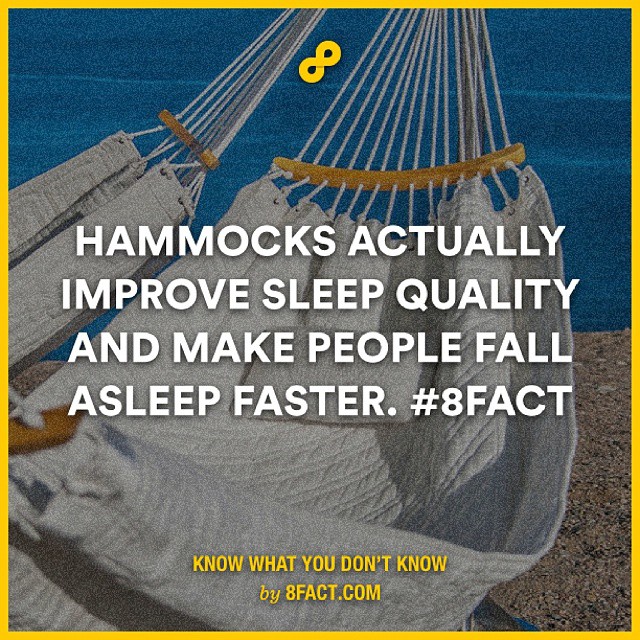 HAMMOCKS ACTUALLY
IMPROVE SLEEP QUALITY
AND MAKE PEOPLE FALL
ASLEEP FASTER. #8FACT
KNOW WHAT YOU DON'T KNOW
by 8FACT.COM